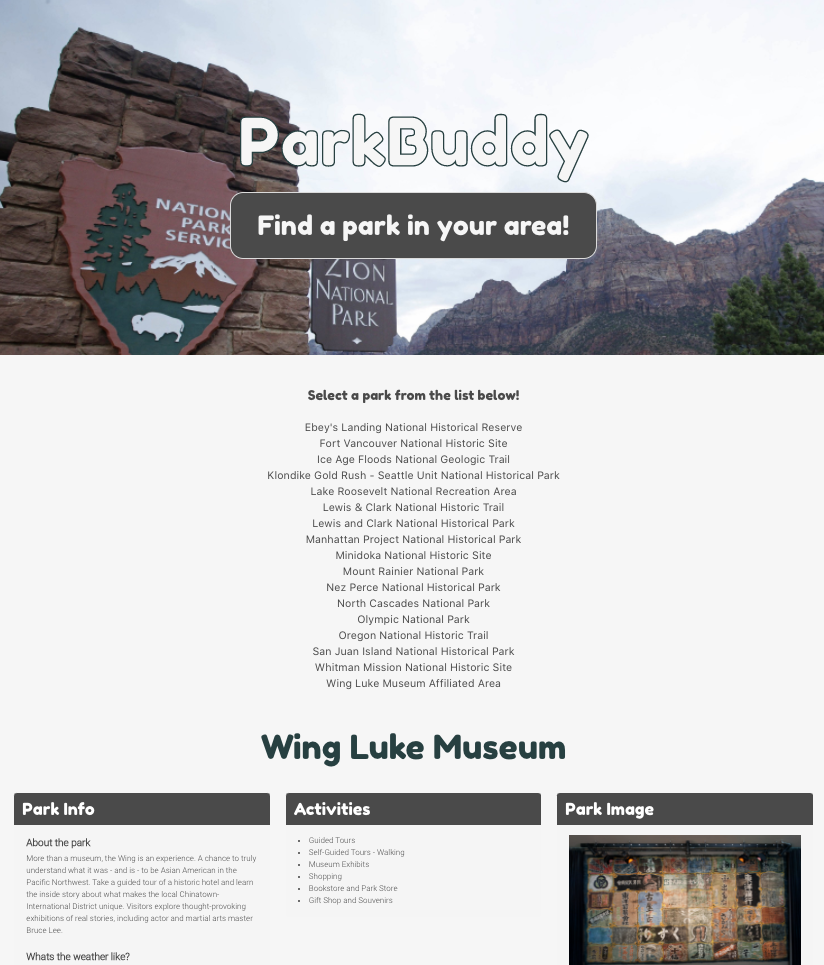 ParkBuddy
NATION
PARK
SERVIC
Find a park in your area!
ZION
NATIONAL
PARK
Select a park from the list below!
Ebey's Landing National Historical Reserve
Fort Vancouver National Historic Site
Ice Age Floods National Geologic Trail
Klondike Gold Rush - Seattle Unit National Historical Park
Lake Roosevelt National Recreation Area
Lewis & Clark National Historic Trail
Lewis and Clark National Historical Park
Manhattan Project National Historical Park
Minidoka National Historic Site
Mount Rainier National Park
Nez Perce National Historical Park
North Cascades National Park
Olympic National Park
Oregon National Historic Trail
San Juan Island National Historical Park
Whitman Mission National Historic Site
Wing Luke Museum Affiliated Area
Wing Luke Museum
Park Info
About the park
More than a museum, the Wing is an experience. A chance to truly
understand what it was - and is - to be Asian American in the
Pacific Northwest. Take a guided tour of a historic hotel and learn
the inside story about what makes the local Chinatown-
International District unique. Visitors explore thought-provoking
exhibitions of real stories, including actor and martial arts master
Bruce Lee.
Whats the weather like?
Activities
Guided Tours
Self-Guided Tours - Walking
Museum Exhibits
Shopping
Bookstore and Park Store
Gift Shop and Souvenirs
Park Image